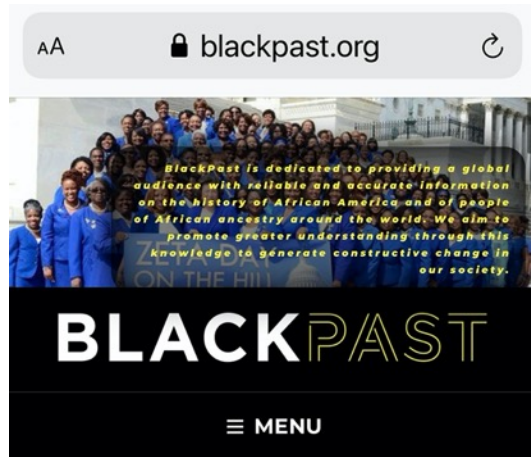 AA blackpast.org
BlackPast is dedicated to providing a global
audience with reliable and accurate information
on the history of African America and of people
of African ancestry around the world. We aim to
promote greater understanding through this
knowledge to generate constructive change in
our society.
ZETA DAY
ON THE HILL
BLACKPAST
MENU